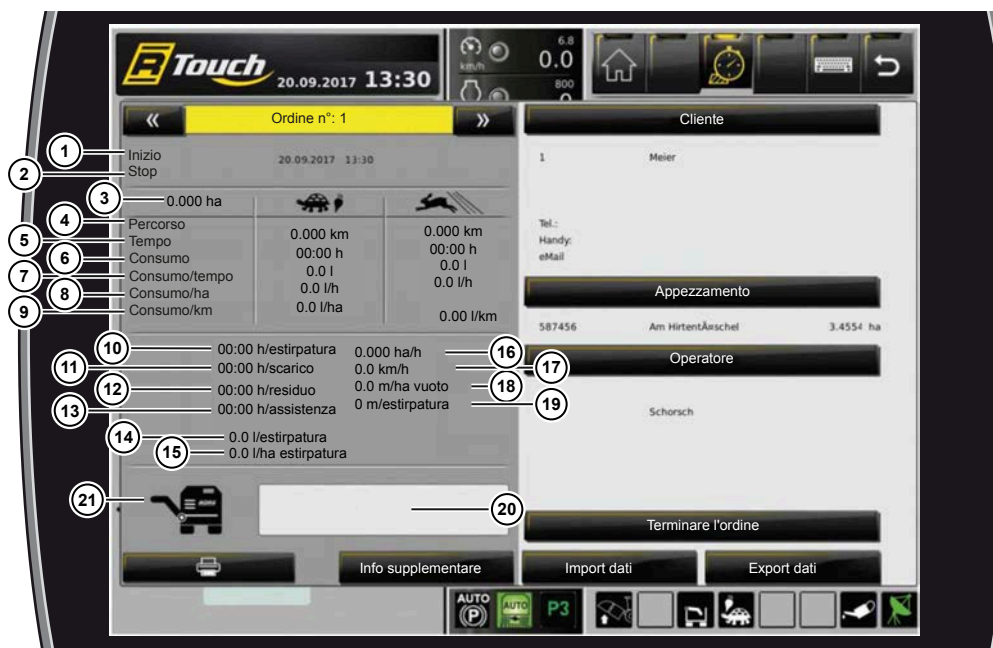 R Touch 20.09.2017 13:30
6.8
km/h 0.0
800
« Ordine n°: 1 »
Cliente
1 Inizio 20.09.2017 13:30
2 Stop
1 Meier
3 0.000 ha
4 Percorso 0.000 km 0.000 km
5 Tempo 00:00 h 00:00 h
6 Consumo 0.0 l 0.0 l
7 Consumo/tempo 0.0 l/h 0.0 l/h
8 Consumo/ha 0.0 l/ha
9 Consumo/km 0.00 l/km
Tel.:
Handy:
eMail
Appezzamento
587456 Am HirtentÃ¤schel 3.4554 ha
Operatore
Schorsch
10 00:00 h/estirpatura 0.000 ha/h 16
11 00:00 h/scarico 0.0 km/h 17
12 00:00 h/residuo 0.0 m/ha vuoto 18
13 00:00 h/assistenza 0 m/estirpatura 19
14 0.0 l/estirpatura
15 0.0 l/ha estirpatura
21
20
Terminare l'ordine
Info supplementare
Import dati
Export dati
AUTO (P)
AUTO
P3